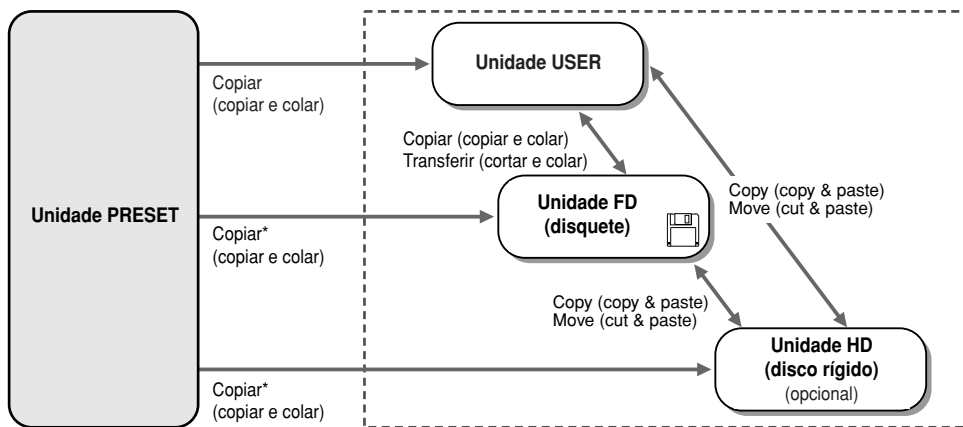 Unidade PRESET
Copiar
(copiar e colar)
Unidade USER
Copiar (copiar e colar)
Transferir (cortar e colar)
Copy (copy & paste)
Move (cut & paste)
Copiar*
(copiar e colar)
Unidade FD
(disquete)
Copy (copy & paste)
Move (cut & paste)
Copiar*
(copiar e colar)
Unidade HD
(disco rígido)
(opcional)